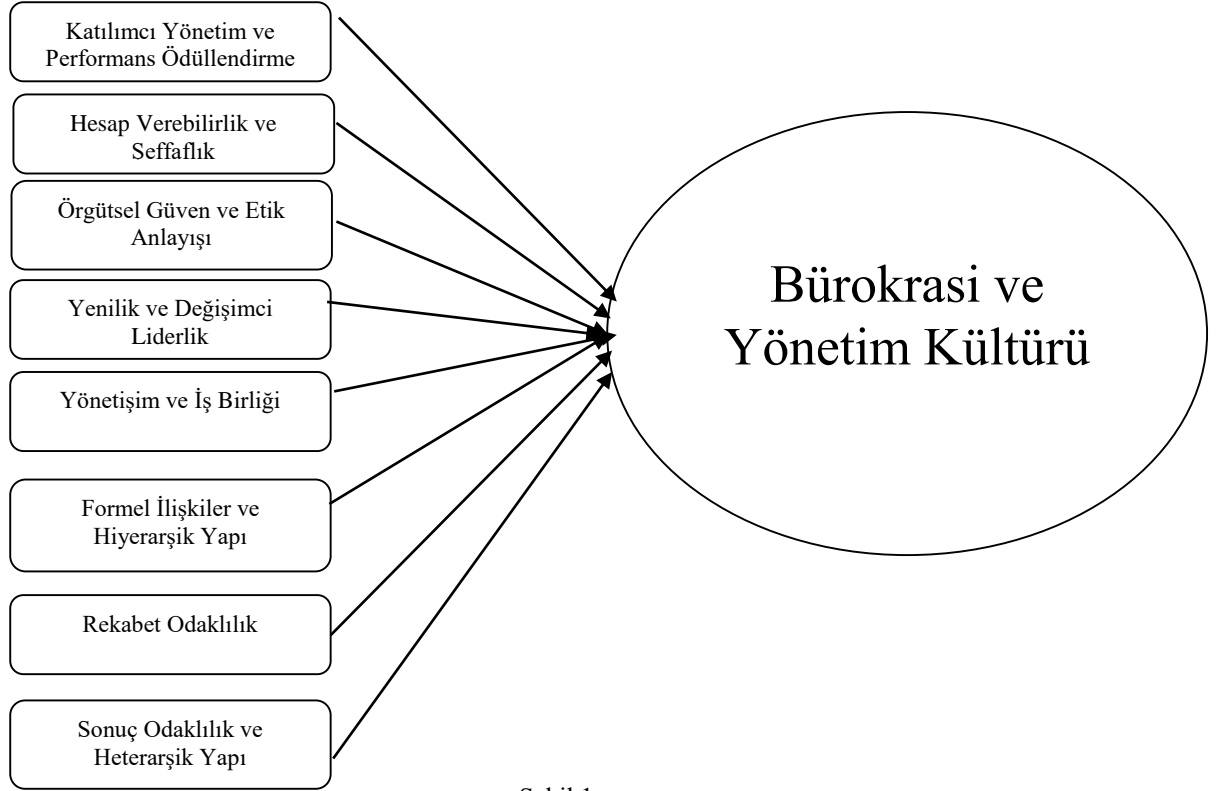 Katılımcı Yönetim ve
Performans Ödüllendirme
Hesap Verebilirlik ve
Seffaflık
Örgütsel Güven ve Etik
Anlayışı
Yenilik ve Değişimci
Liderlik
Yönetişim ve İş Birliği
Formel İlişkiler ve
Hiyerarşik Yapı
Rekabet Odaklılık
Sonuç Odaklılık ve
Heterarşik Yapı
Bürokrasi ve
Yönetim Kültürü